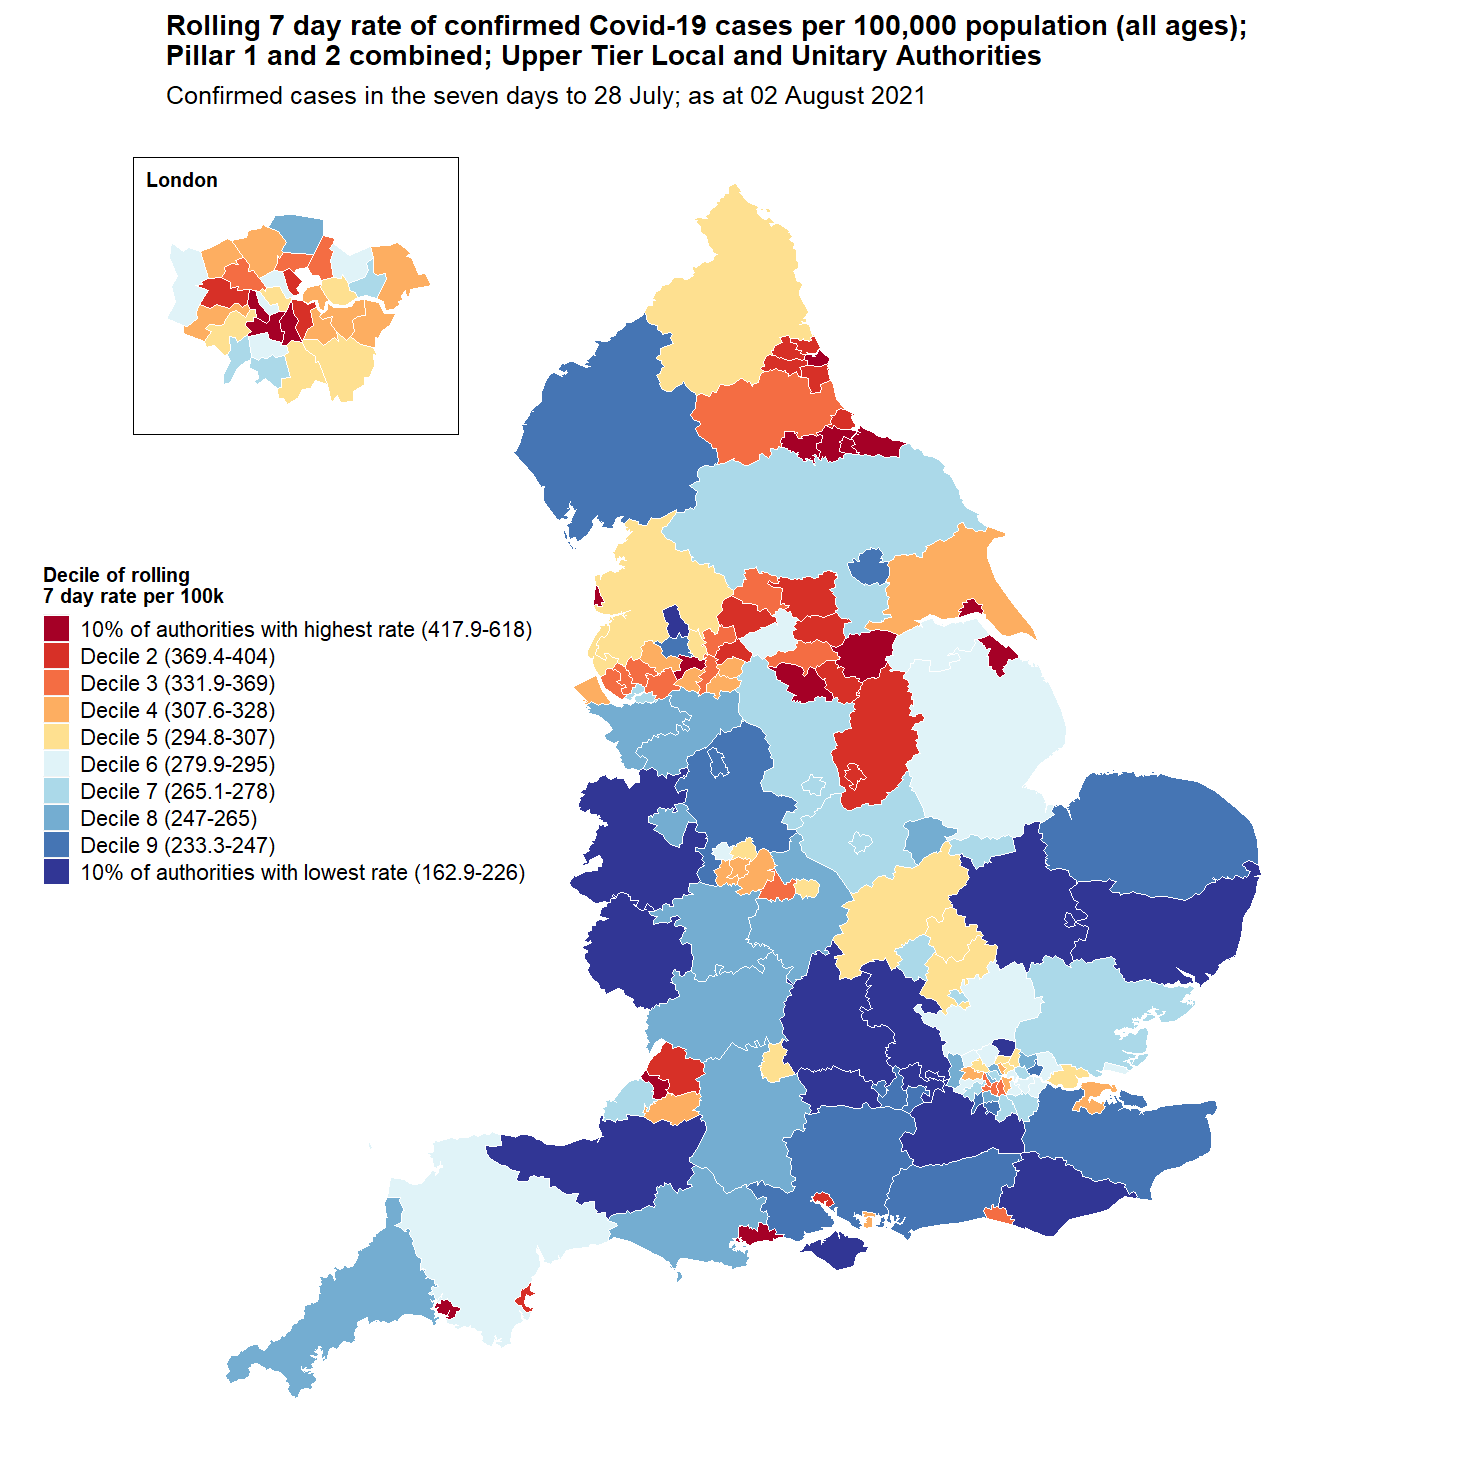 Rolling 7 day rate of confirmed Covid-19 cases per 100,000 population (all ages);
Pillar 1 and 2 combined; Upper Tier Local and Unitary Authorities
Confirmed cases in the seven days to 28 July; as at 02 August 2021
London
Decile of rolling
7 day rate per 100k
10% of authorities with highest rate (417.9-618)
Decile 2 (369.4-404)
Decile 3 (331.9-369)
Decile 4 (307.6-328)
Decile 5 (294.8-307)
Decile 6 (279.9-295)
Decile 7 (265.1-278)
Decile 8 (247-265)
Decile 9 (233.3-247)
10% of authorities with lowest rate (162.9-226)